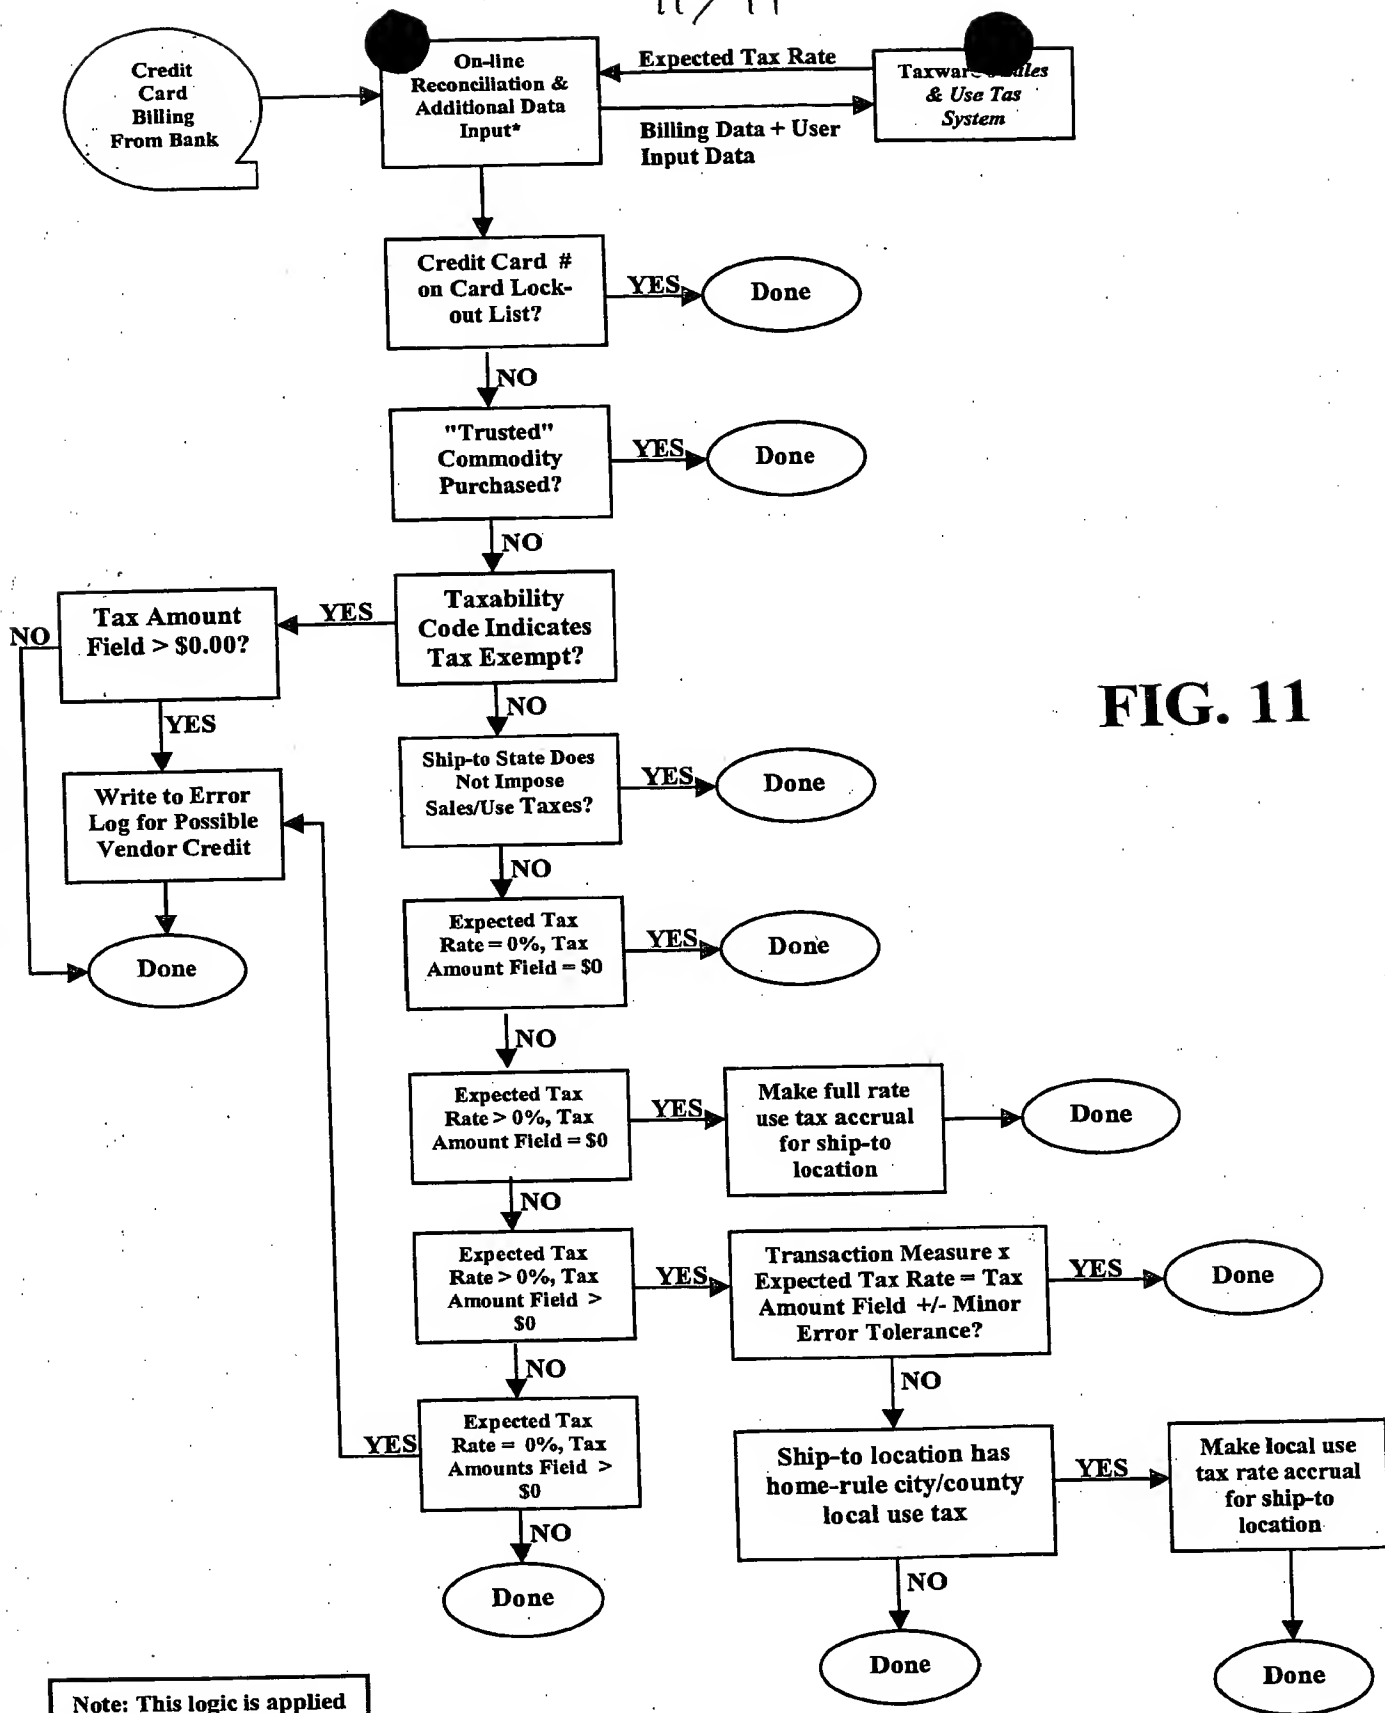 11/11
Credit
Card
Billing
From Bank
On-line
Reconciliation &
Additional Data
Input*
Expected Tax Rate
Billing Data + User
Input Data
& Use Tas
System
Credit Card #
on Card Lock-
out List?
YES
Done
NO
"Trusted"
Commodity
Purchased?
YES
Done
NO
Taxability
Code Indicates
Tax Exempt?
YES
Tax Amount
Field > $0.00?
NO
YES
Write to Error
Log for Possible
Vendor Credit
Done
NO
FIG. 11
Ship-to State Does
Not Impose
Sales/Use Taxes?
YES
Done
NO
Expected Tax
Rate = 0%, Tax
Amount Field = $0
YES
Done
NO
Expected Tax
Rate > 0%, Tax
Amount Field = $0
YES
Make full rate
use tax accrual
for ship-to
location
Done
NO
Expected Tax
Rate > 0%, Tax
Amount Field >
$0
YES
Transaction Measure x
Expected Tax Rate = Tax
Amount Field +/- Minor
Error Tolerance?
YES
Done
NO
NO
Expected Tax
Rate = 0%, Tax
Amounts Field >
$0
YES
NO
Done
Ship-to location has
home-rule city/county
local use tax
YES
Make local use
tax rate accrual
for ship-to
location
NO
Done
Done
Note: This logic is applied